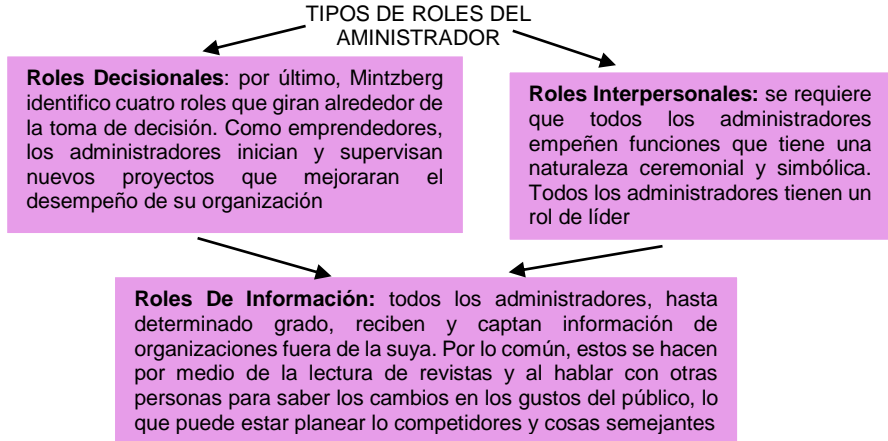 TIPOS DE ROLES DEL
AMINISTRADOR
Roles Decisionales: por último, Mintzberg
identifico cuatro roles que giran alrededor de
la toma de decisión. Como emprendedores,
los administradores inician y supervisan
nuevos proyectos que mejoraran el
desempeño de su organización
Roles Interpersonales: se requiere
que todos los administradores
empeñen funciones que tiene una
naturaleza ceremonial y simbólica.
Todos los administradores tienen un
rol de líder
Roles De Información: todos los administradores, hasta
determinado grado, reciben y captan información de
organizaciones fuera de la suya. Por lo común, estos se hacen
por medio de la lectura de revistas y al hablar con otras
personas para saber los cambios en los gustos del público, lo
que puede estar planear lo competidores y cosas semejantes